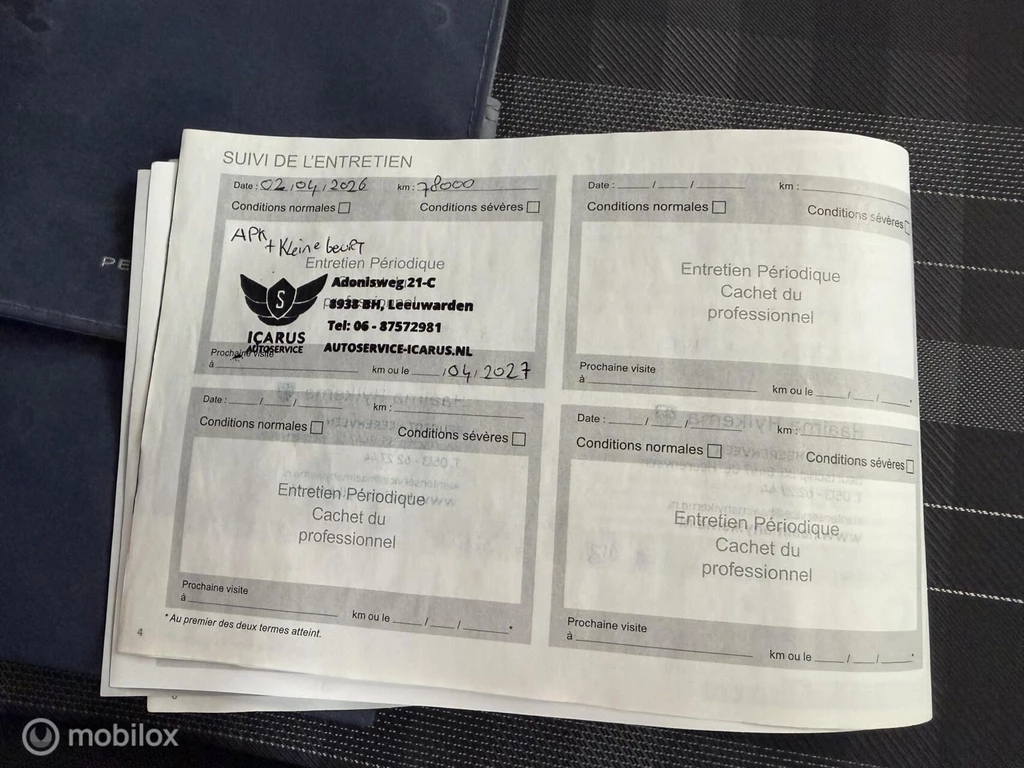 PE
SUIVI DE L'ENTRETIEN
Date : 02/04/2026 km : 78000
Conditions normales Conditions sévères
APK
+ Kleine beurt
Entretien Périodique
professionnel
S
ICARUS
AUTOSERVICE
Adonisweg 21-C
8938 BH, Leeuwarden
Tel: 06 - 87572981
AUTOSERVICE-ICARUS.NL
Prochaine visite
à km ou le /04/2027
Date : / / km :
Conditions normales Conditions sévères
Entretien Périodique
Cachet du
professionnel
Prochaine visite
à km ou le / / *
Date : / / km :
Conditions normales Conditions sévères
Entretien Périodique
Cachet du
professionnel
Prochaine visite
à km ou le / / *
Date : / / km :
Conditions normales Conditions sévères
Entretien Périodique
Cachet du
professionnel
Prochaine visite
à km ou le / / *
* Au premier des deux termes atteint.
4
mobilox